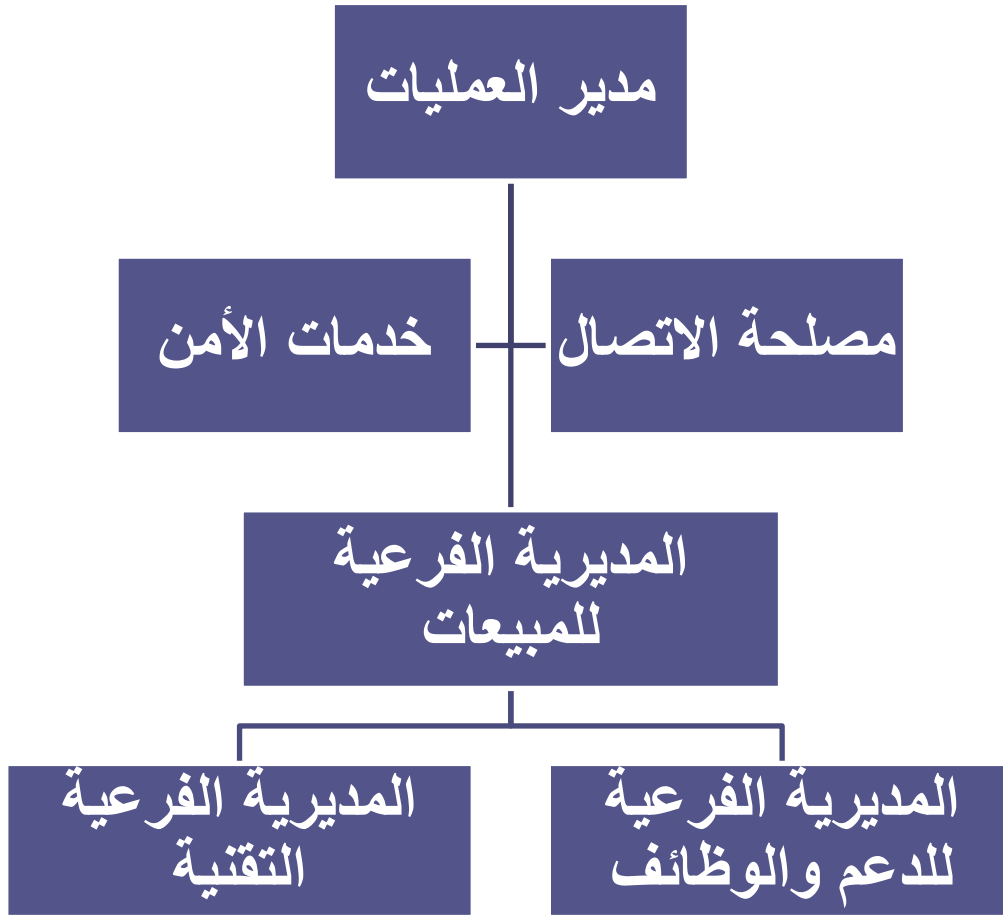 مدير العمليات
مصلحة الاتصال
خدمات الأمن
المديرية الفرعية
للمبيعات
المديرية الفرعية
للدعم والوظائف
المديرية الفرعية
التقنية